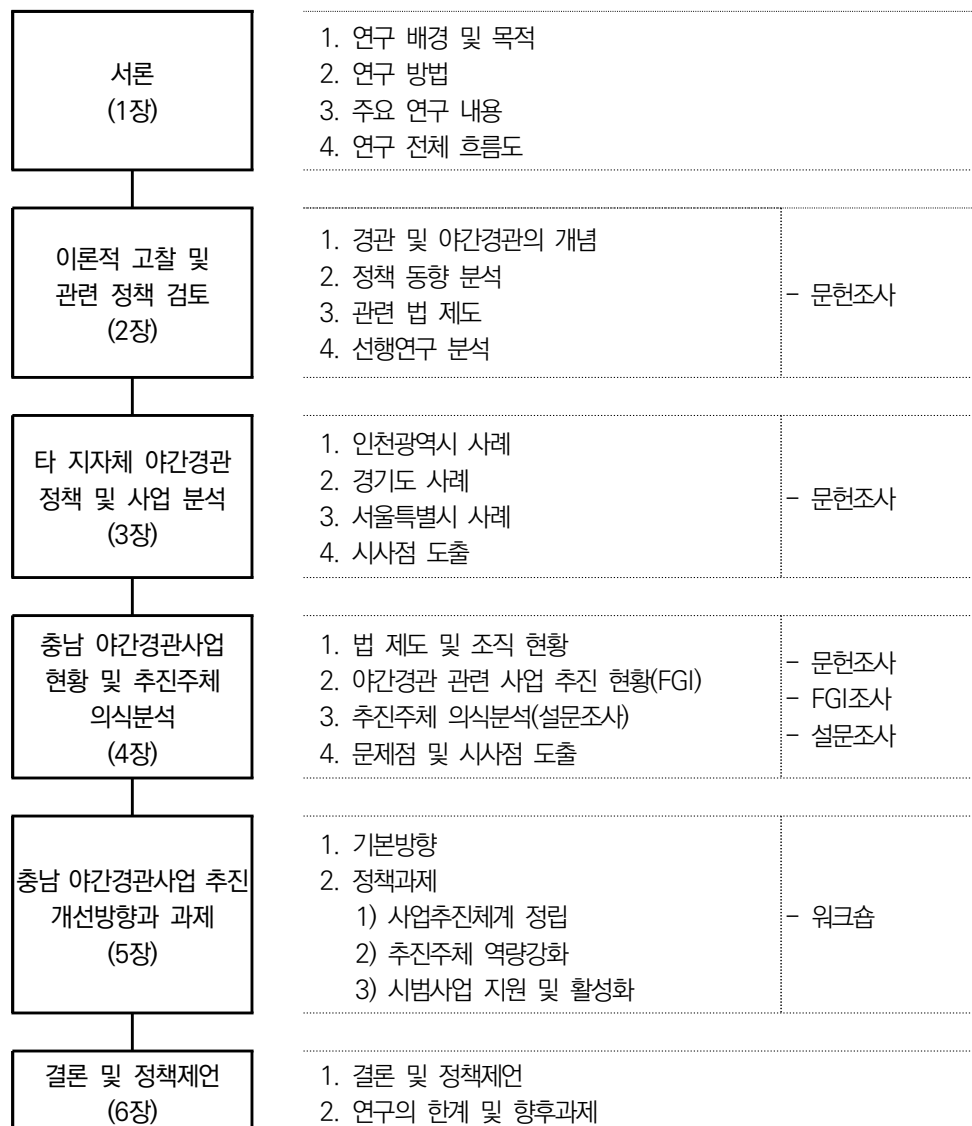 서론
(1장)
1. 연구 배경 및 목적
2. 연구 방법
3. 주요 연구 내용
4. 연구 전체 흐름도
이론적 고찰 및
관련 정책 검토
(2장)
1. 경관 및 야간경관의 개념
2. 정책 동향 분석
3. 관련 법 제도
4. 선행연구 분석
- 문헌조사
타 지자체 야간경관
정책 및 사업 분석
(3장)
1. 인천광역시 사례
2. 경기도 사례
3. 서울특별시 사례
4. 시사점 도출
- 문헌조사
충남 야간경관사업
현황 및 추진주체
의식분석
(4장)
1. 법 제도 및 조직 현황
2. 야간경관 관련 사업 추진 현황(FGI)
3. 추진주체 의식분석(설문조사)
4. 문제점 및 시사점 도출
- 문헌조사
- FGI조사
- 설문조사
충남 야간경관사업 추진
개선방향과 과제
(5장)
1. 기본방향
2. 정책과제
1) 사업추진체계 정립
2) 추진주체 역량강화
3) 시범사업 지원 및 활성화
- 워크숍
결론 및 정책제언
(6장)
1. 결론 및 정책제언
2. 연구의 한계 및 향후과제